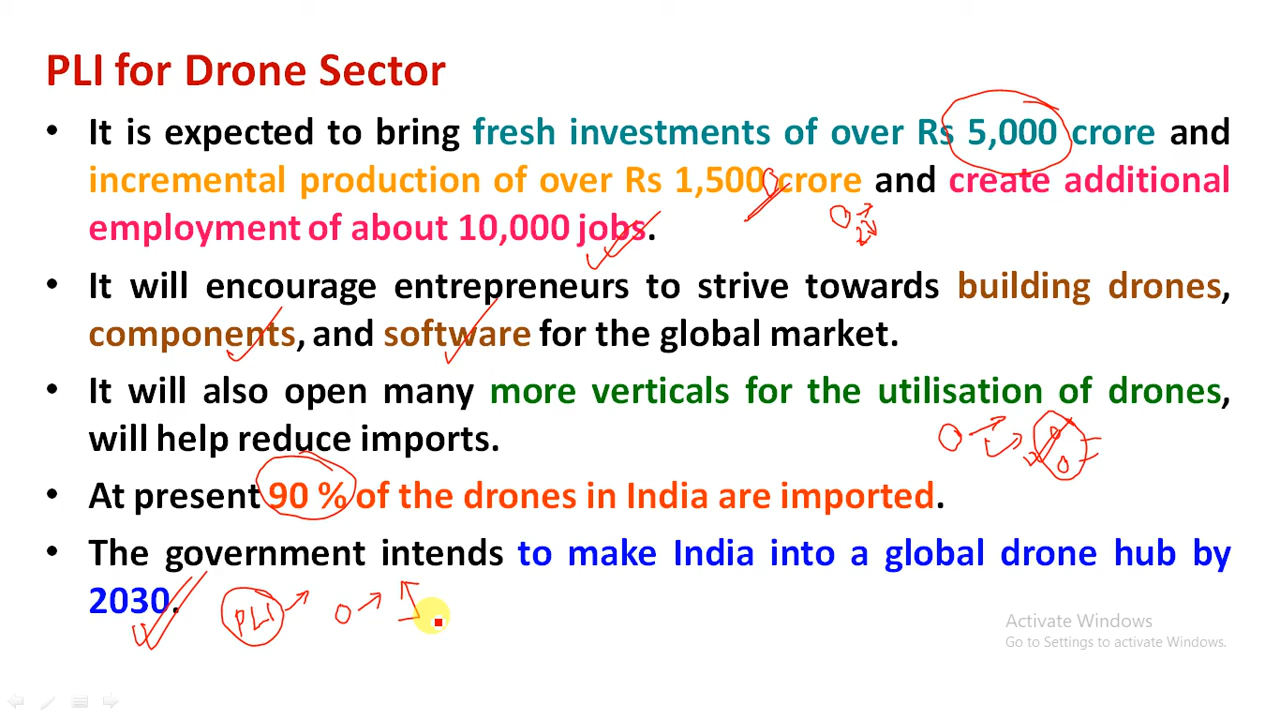 PLI for Drone Sector
• It is expected to bring fresh investments of over Rs 5,000 crore and
incremental production of over Rs 1,500 crore and create additional
employment of about 10,000 jobs.
• It will encourage entrepreneurs to strive towards building drones,
components, and software for the global market.
• It will also open many more verticals for the utilisation of drones,
will help reduce imports.
• At present 90 % of the drones in India are imported.
• The government intends to make India into a global drone hub by
2030.
PLI
Activate Windows
Go to Settings to activate Windows.